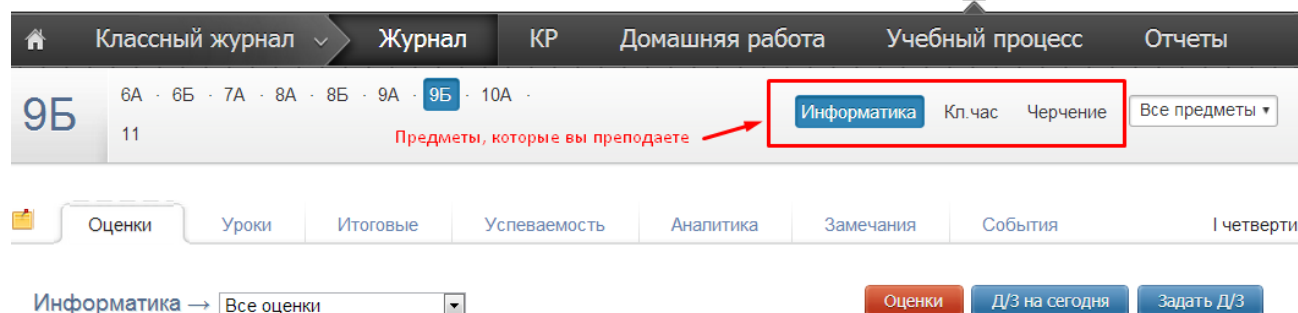 Классный журнал Журнал КР Домашняя работа Учебный процесс Отчеты
9Б 6А · 6Б · 7А · 8А · 8Б · 9А · 9Б · 10А ·
11
Информатика Кл.час Черчение Все предметы
Предметы, которые вы преподаете
Оценки Уроки Итоговые Успеваемость Аналитика Замечания События I четверти
Информатика → Все оценки Оценки Д/З на сегодня Задать Д/З